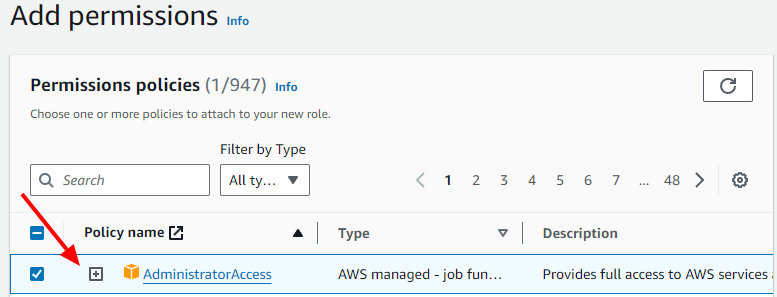 Add permissions Info
Permissions policies (1/947) Info
Choose one or more policies to attach to your new role.
Filter by Type
Search All ty... 1 2 3 4 5 6 7 ... 48
Policy name Type Description
AdministratorAccess AWS managed - job fun... Provides full access to AWS services